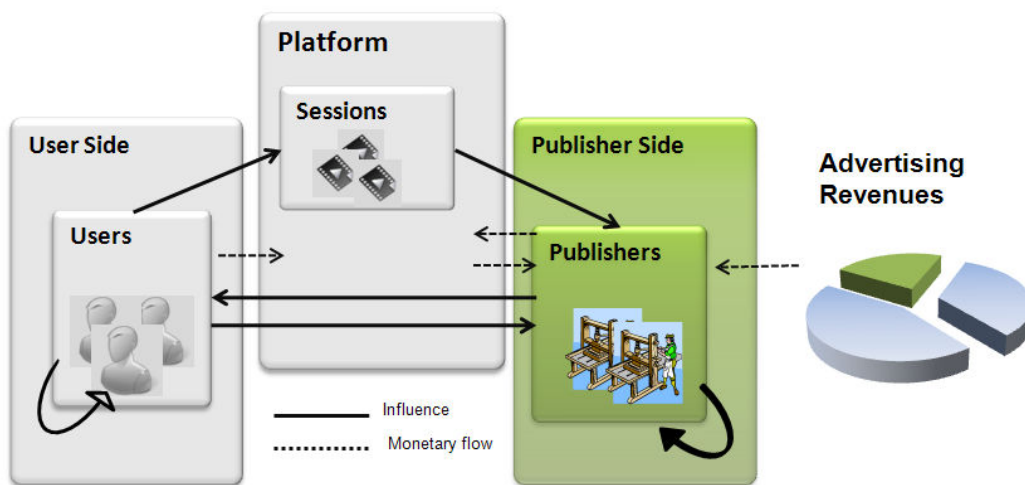 Platform
Sessions
User Side
Users
Publisher Side
Publishers
Advertising
Revenues
Influence
Monetary flow